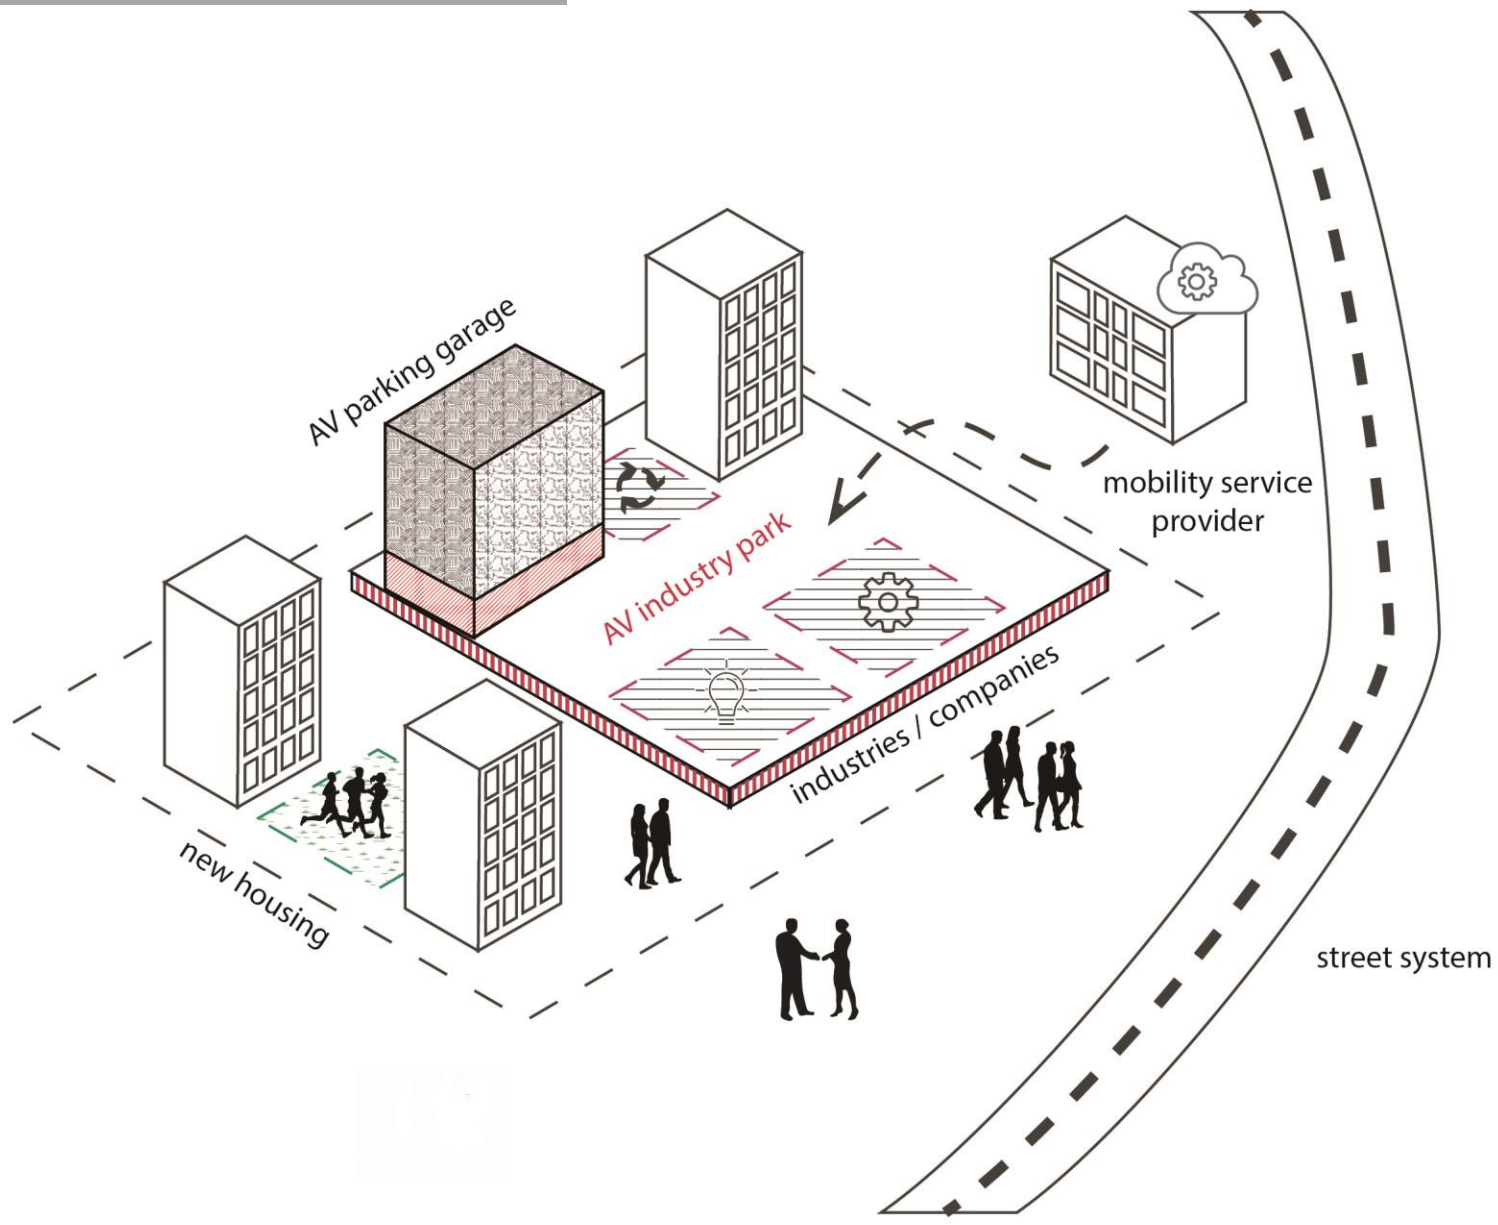 AV parking garage
mobility service
provider
AV industry park
industries / companies
new housing
street system